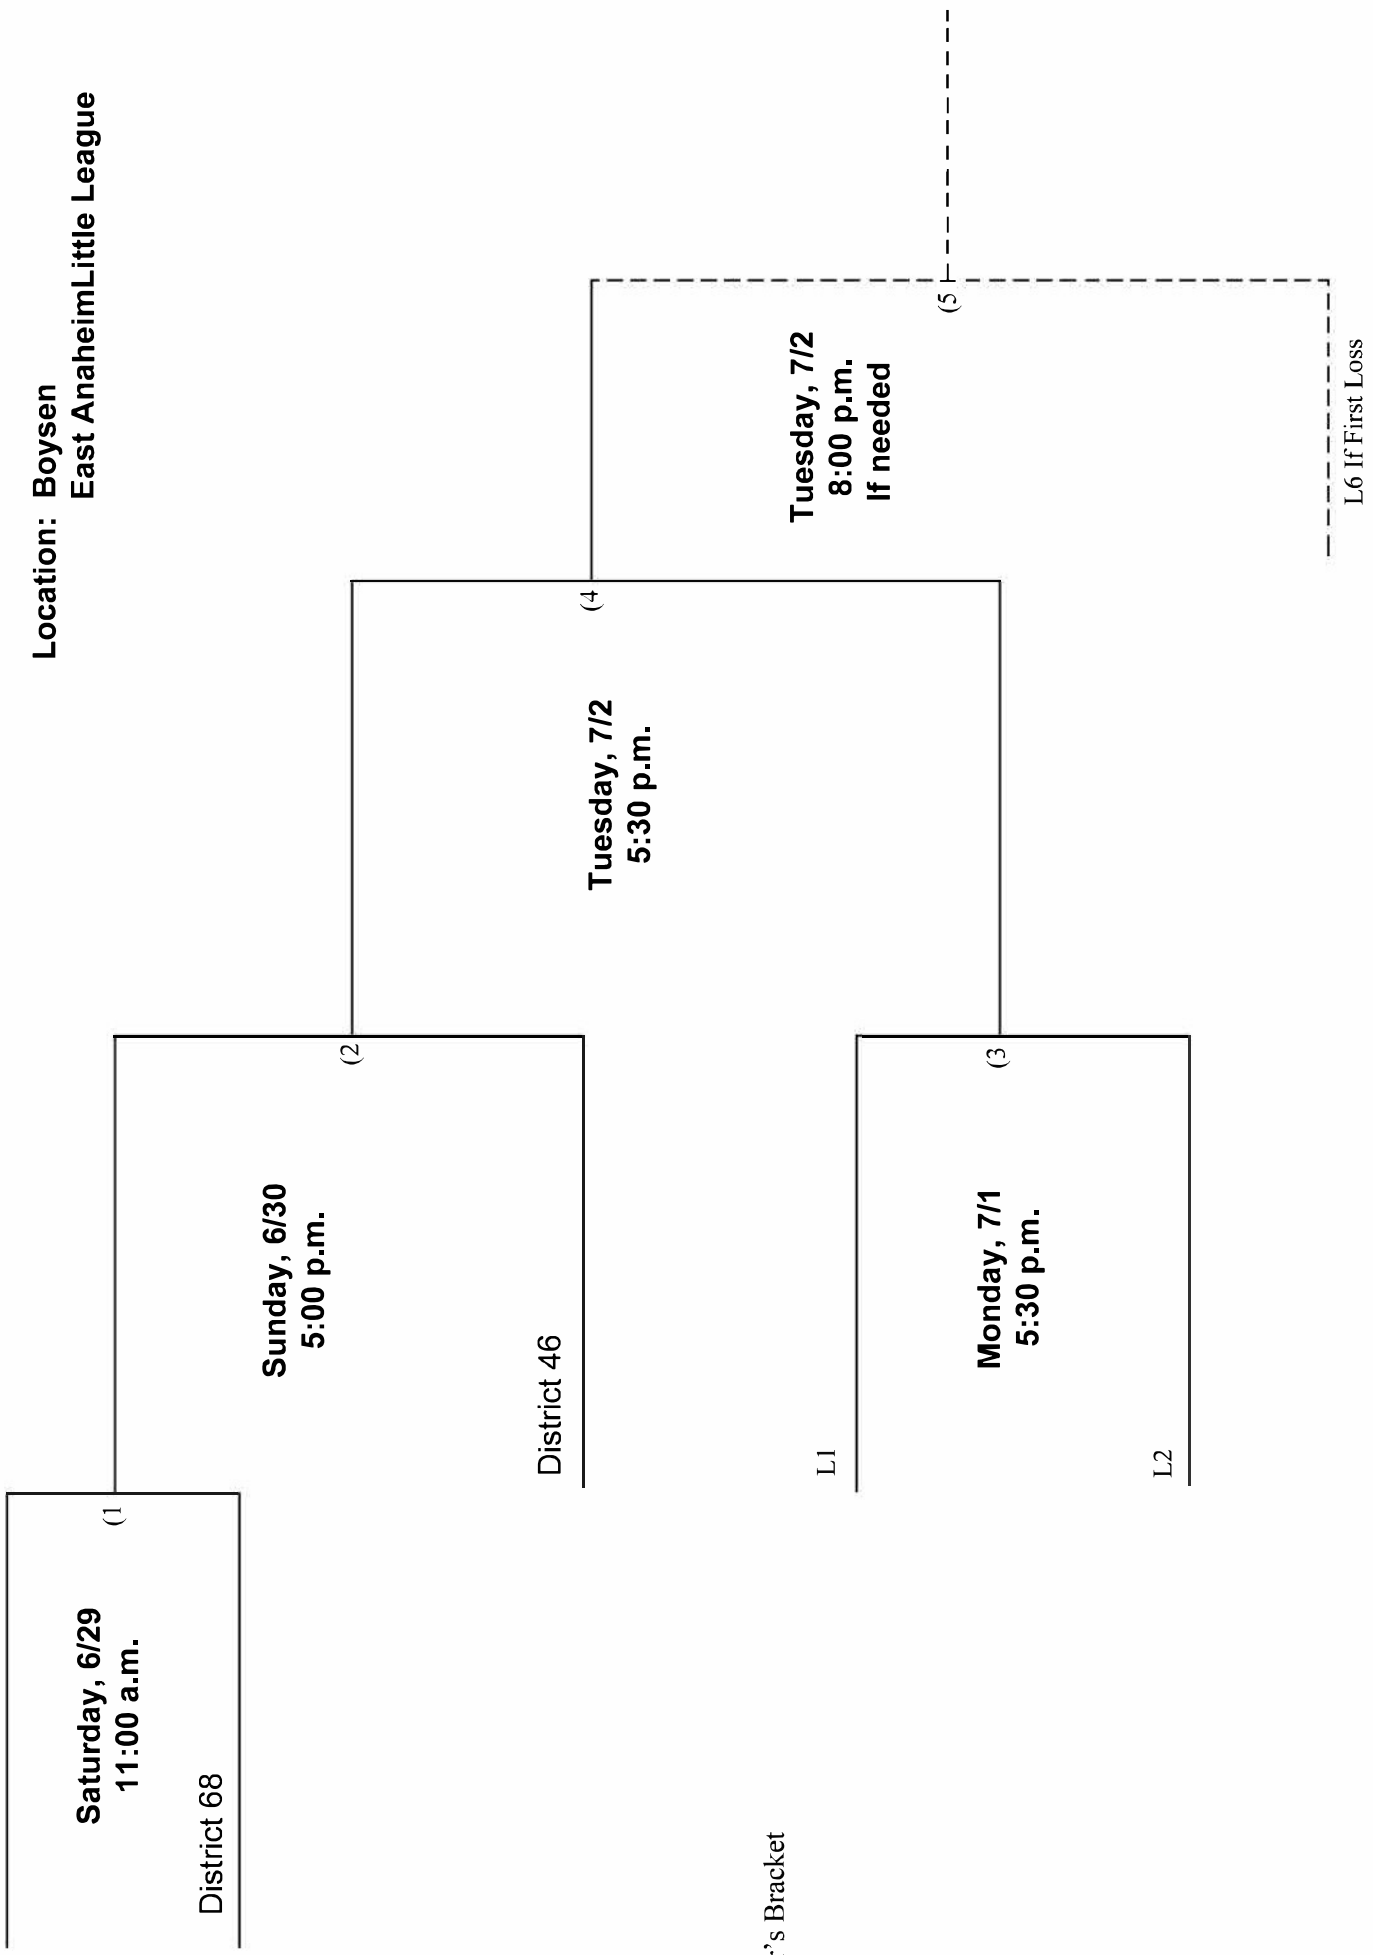 Location: Boysen
East AnaheimLittle League
Saturday, 6/29
11:00 a.m.
(1
District 68
Sunday, 6/30
5:00 p.m.
(2
District 46
Tuesday, 7/2
5:30 p.m.
(4
Tuesday, 7/2
8:00 p.m.
If needed
(5
's Bracket
L1
Monday, 7/1
5:30 p.m.
(3
L2
L6 If First Loss